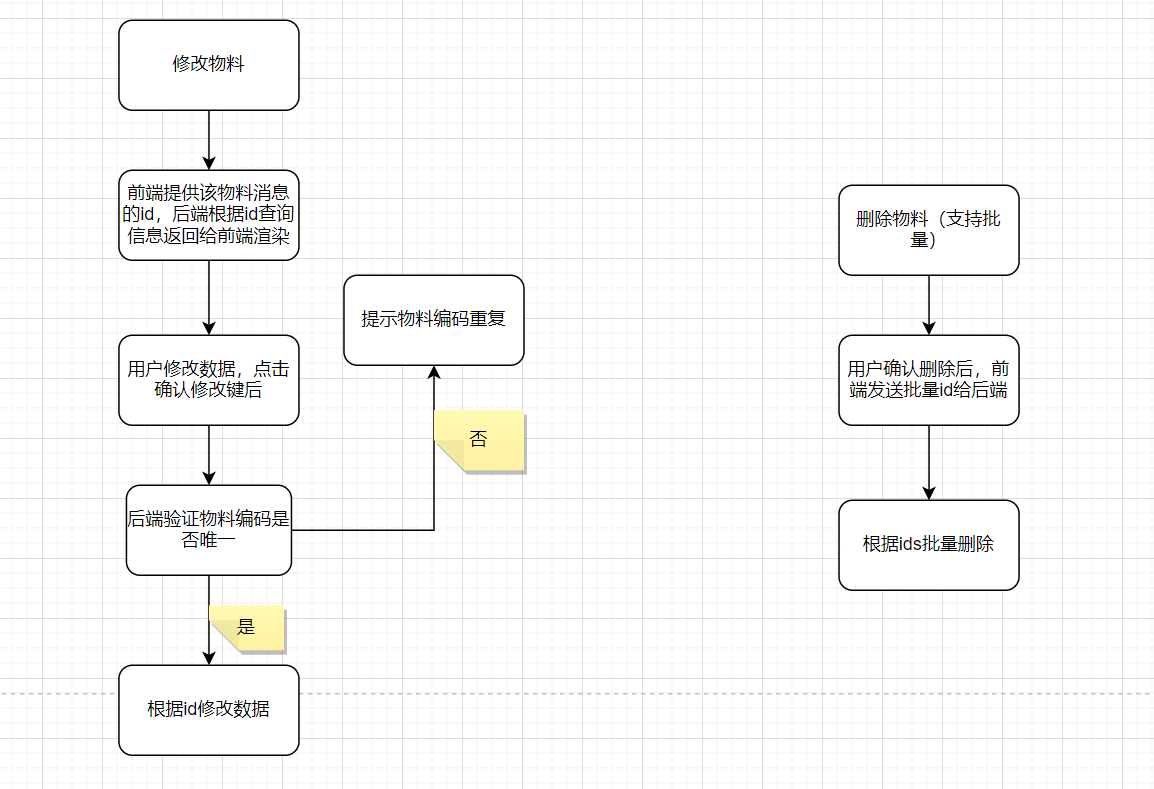 修改物料
前端提供该物料消息
的id，后端根据id查询
信息返回给前端渲染
用户修改数据，点击
确认修改键后
后端验证物料编码是
否唯一
是
根据id修改数据
提示物料编码重复
否
删除物料（支持批
量）
用户确认删除后，前
端发送批量id给后端
根据ids批量删除